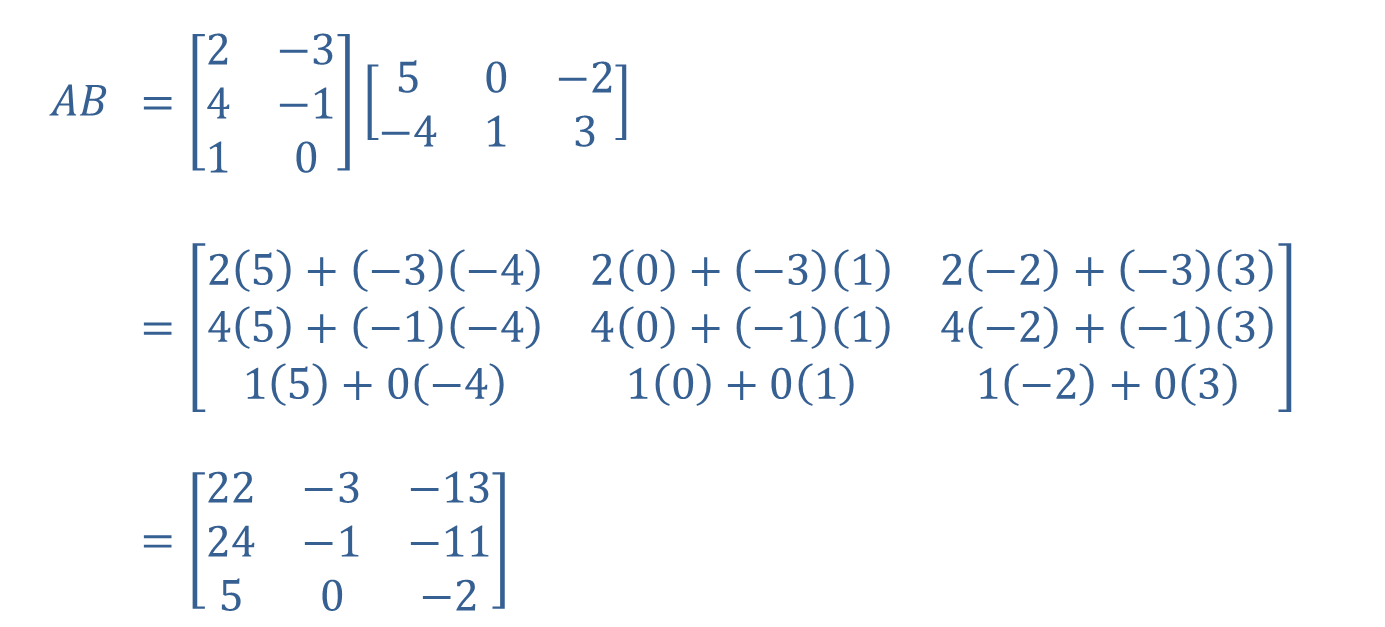 AB = [2 −3; 4 −1; 1 0] [5 0 −2; −4 1 3]
= [2(5) + (−3)(−4) 2(0) + (−3)(1) 2(−2) + (−3)(3); 4(5) + (−1)(−4) 4(0) + (−1)(1) 4(−2) + (−1)(3); 1(5) + 0(−4) 1(0) + 0(1) 1(−2) + 0(3)]
= [22 −3 −13; 24 −1 −11; 5 0 −2]